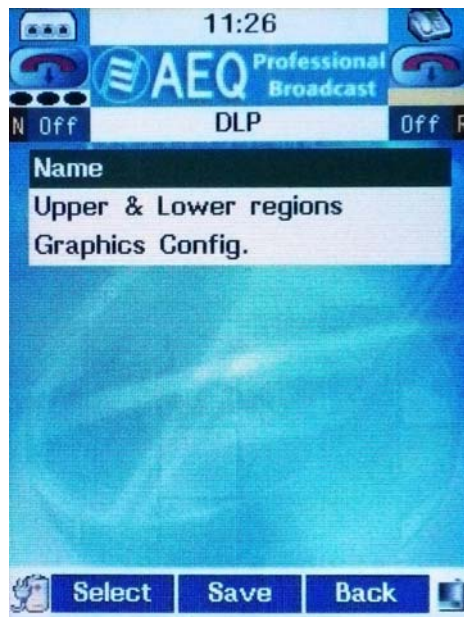 11:26
AEQ Professional Broadcast
N Off DLP Off R
Name
Upper & Lower regions
Graphics Config.
Select Save Back